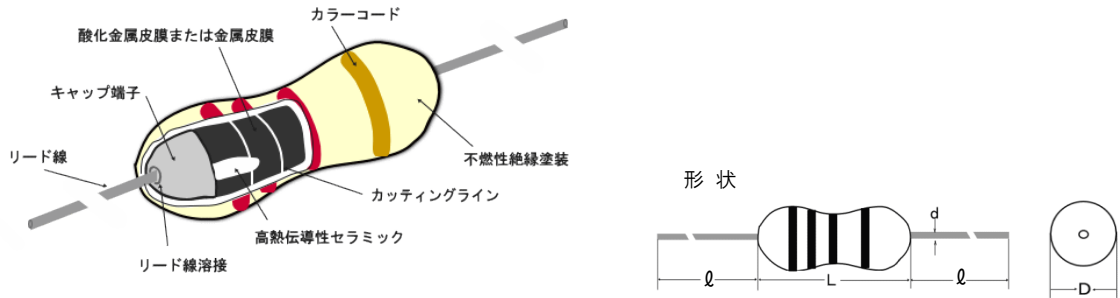 カラーコード
酸化金属皮膜または金属皮膜
キャップ端子
リード線
不燃性絶縁塗装
カッティングライン
高熱伝導性セラミック
リード線溶接
形 状
d
ℓ
L
ℓ
D